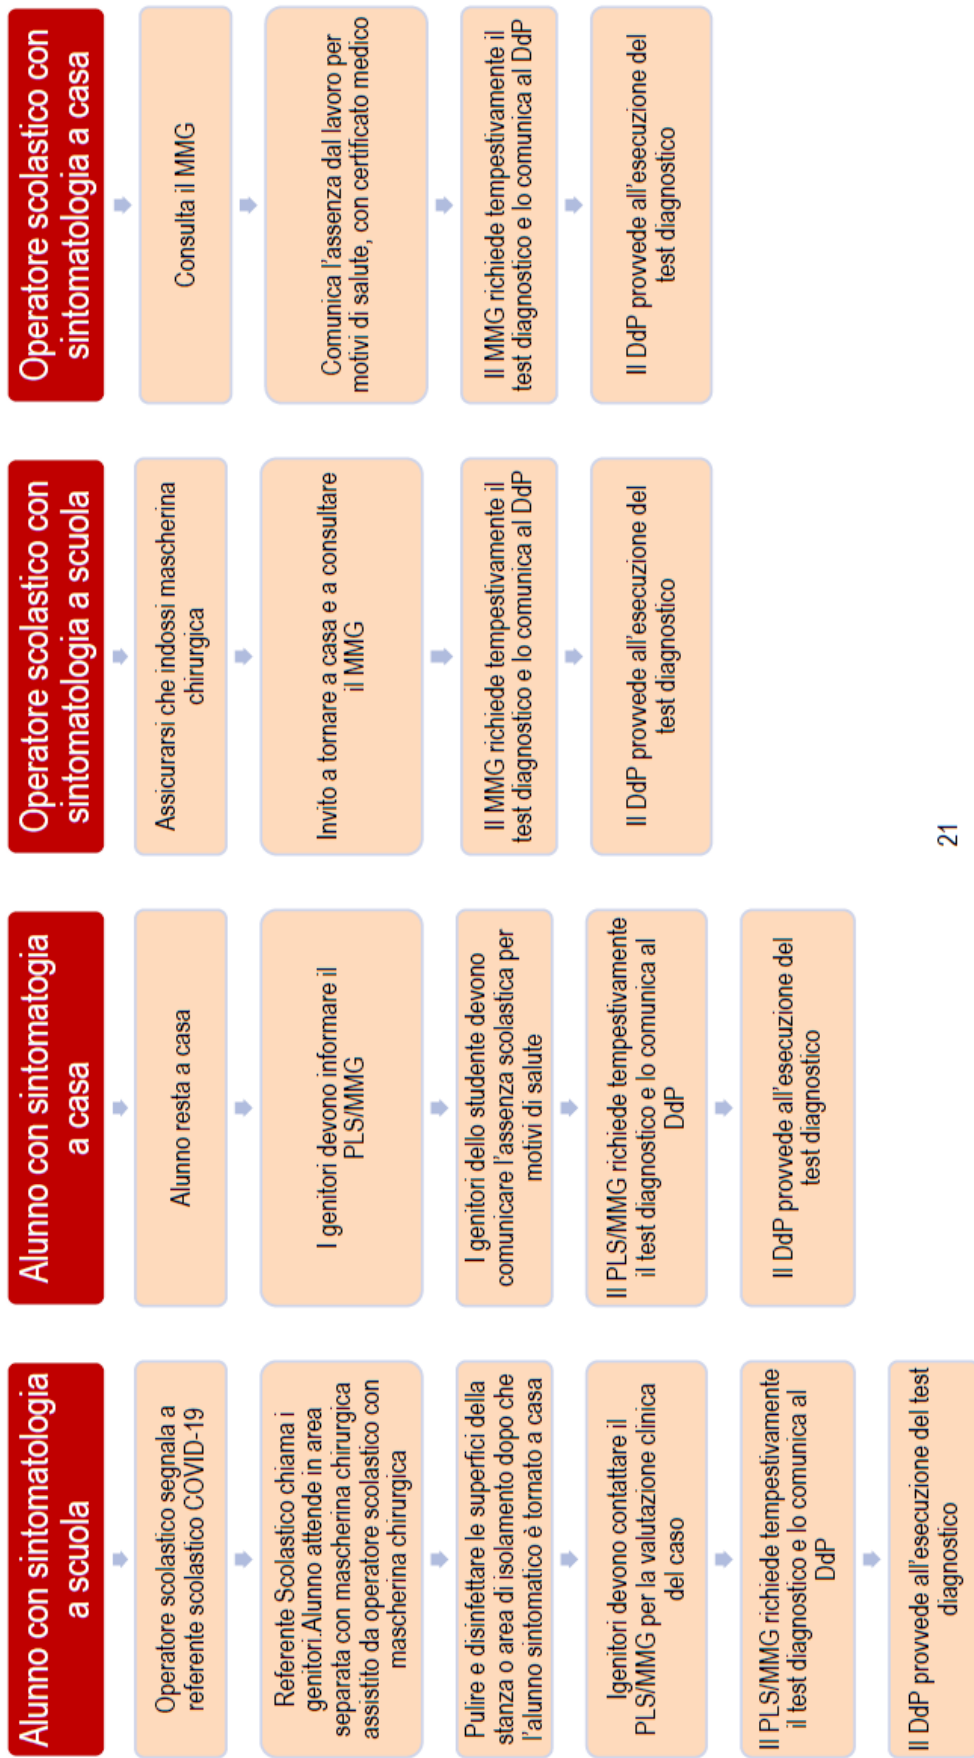 Alunno con sintomatologia
a scuola
Operatore scolastico segnala a
referente scolastico COVID-19
Referente Scolastico chiama i
genitori.Alunno attende in area
separata con mascherina chirurgica
assistito da operatore scolastico con
mascherina chirurgica
Pulire e disinfettare le superfici della
stanza o area di isolamento dopo che
l'alunno sintomatico è tornato a casa
Igenitori devono contattare il
PLS/MMG per la valutazione clinica
del caso
Il PLS/MMG richiede tempestivamente
il test diagnostico e lo comunica al
DdP
Il DdP provvede all'esecuzione del test
diagnostico
Alunno con sintomatogia
a casa
Alunno resta a casa
I genitori devono informare il
PLS/MMG
I genitori dello studente devono
comunicare l'assenza scolastica per
motivi di salute
Il PLS/MMG richiede tempestivamente
il test diagnostico e lo comunica al
DdP
Il DdP provvede all'esecuzione del
test diagnostico
Operatore scolastico con
sintomatologia a scuola
Assicurarsi che indossi mascherina
chirurgica
Invito a tornare a casa e a consultare
il MMG
Il MMG richiede tempestivamente il
test diagnostico e lo comunica al DdP
Il DdP provvede all'esecuzione del
test diagnostico
Operatore scolastico con
sintomatologia a casa
Consulta il MMG
Comunica l'assenza dal lavoro per
motivi di salute, con certificato medico
Il MMG richiede tempestivamente il
test diagnostico e lo comunica al DdP
Il DdP provvede all'esecuzione del
test diagnostico
21